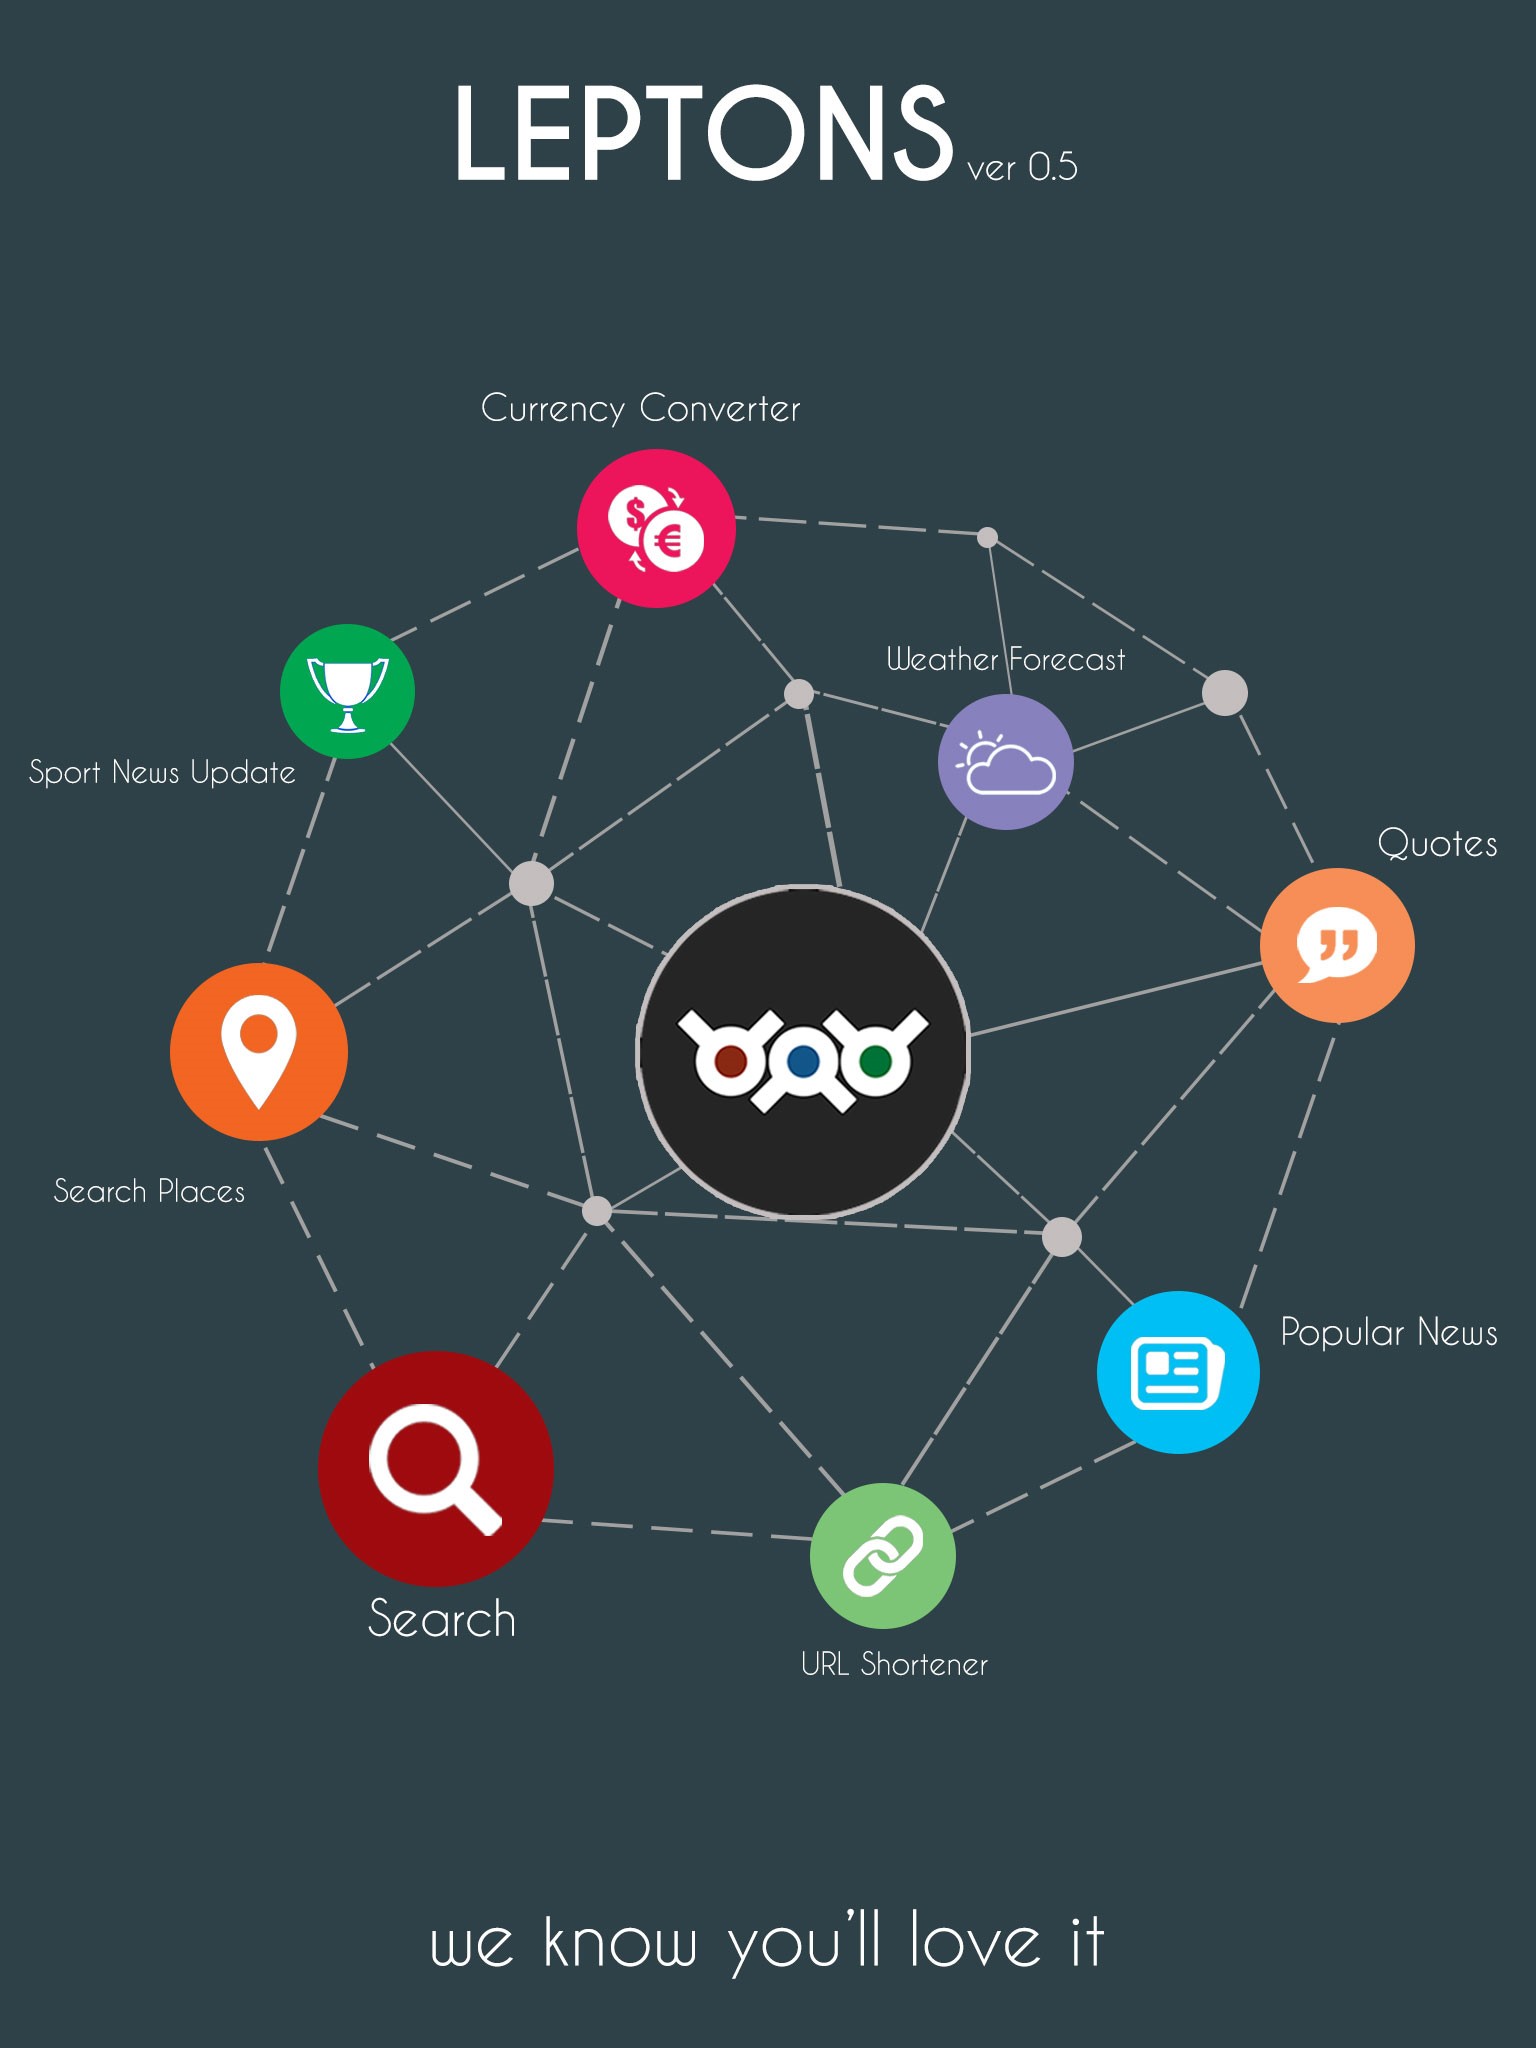 LEPTONS ver 0.5
Currency Converter
Weather Forecast
Sport News Update
Quotes
Search Places
Popular News
Search
URL Shortener
we know you'll love it